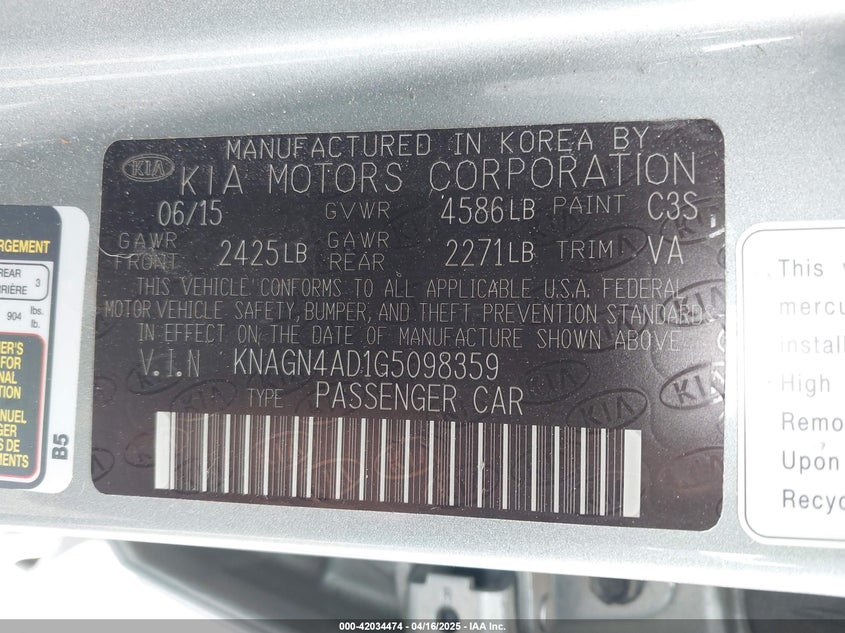 MANUFACTURED IN KOREA BY
KIA KIA MOTORS CORPORATION
06/15 GVWR 4586LB PAINT C3S
GAWR FRONT 2425LB GAWR REAR 2271LB TRIM VA
THIS VEHICLE CONFORMS TO ALL APPLICABLE U.S.A. FEDERAL
MOTOR VEHICLE SAFETY, BUMPER, AND THEFT PREVENTION STANDARDS
IN EFFECT ON THE DATE OF MANUFACTURE SHOWN ABOVE.
V.I.N KNAGN4AD1G5098359
TYPE PASSENGER CAR
REAR
3
904 lbs.
lb.
B5
This
mercu
install
High
Remo
Upon
Recyc
000-42034474 - 04/16/2025 - IAA Holdings, LLC